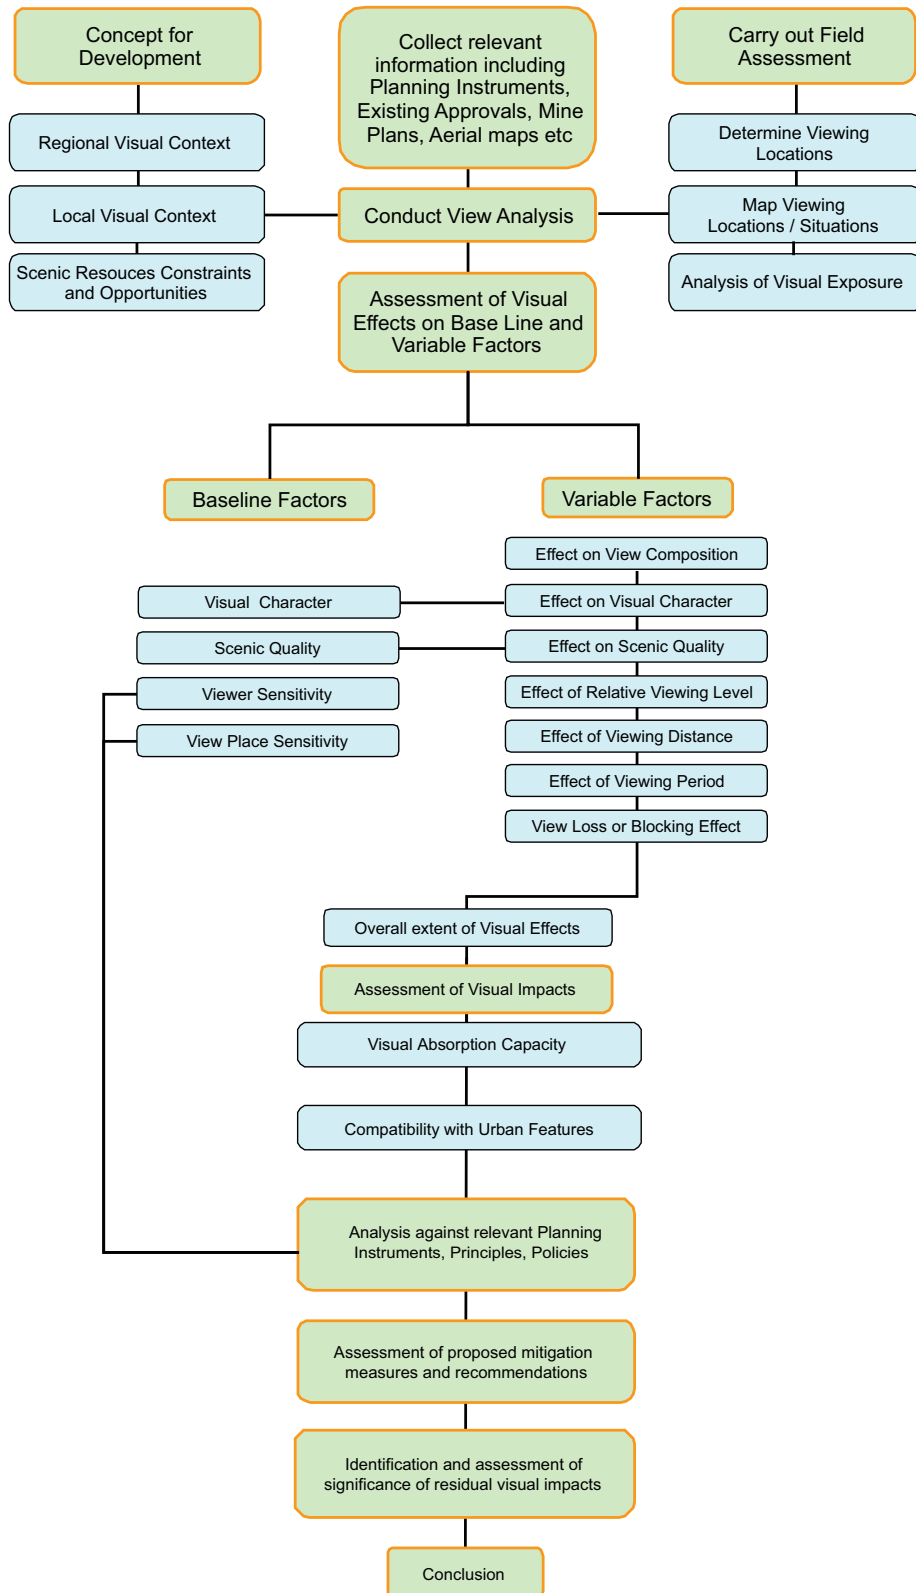 Concept for
Development
Regional Visual Context
Local Visual Context
Scenic Resouces Constraints
and Opportunities
Collect relevant
information including
Planning Instruments,
Existing Approvals, Mine
Plans, Aerial maps etc
Conduct View Analysis
Assessment of Visual
Effects on Base Line and
Variable Factors
Carry out Field
Assessment
Determine Viewing
Locations
Map Viewing
Locations / Situations
Analysis of Visual Exposure
Baseline Factors
Visual Character
Scenic Quality
Viewer Sensitivity
View Place Sensitivity
Variable Factors
Effect on View Composition
Effect on Visual Character
Effect on Scenic Quality
Effect of Relative Viewing Level
Effect of Viewing Distance
Effect of Viewing Period
View Loss or Blocking Effect
Overall extent of Visual Effects
Assessment of Visual Impacts
Visual Absorption Capacity
Compatibility with Urban Features
Analysis against relevant Planning
Instruments, Principles, Policies
Assessment of proposed mitigation
measures and recommendations
Identification and assessment of
significance of residual visual impacts
Conclusion